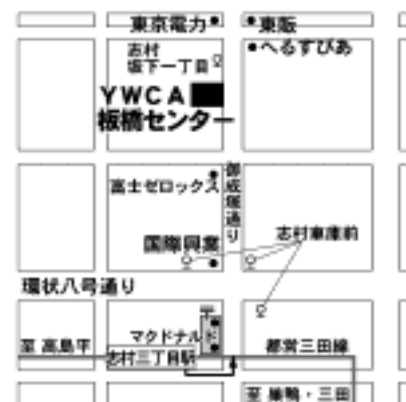 東京電力
東販
へるすぴあ
志村
坂下一丁目
YWCA
板橋センター
富士ゼロックス
御成塚通り
国際興業
志村車庫前
環状八号通り
〒
マクドナルド
至 高島平
志村三丁目駅
都営三田線
至 巣鴨・三田